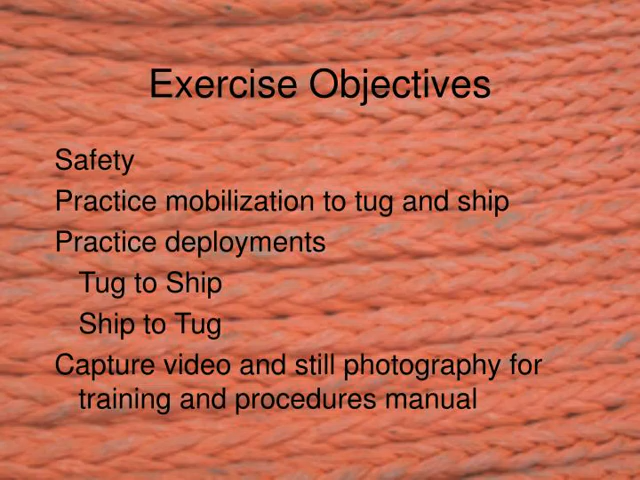 Exercise Objectives
Safety
Practice mobilization to tug and ship
Practice deployments
Tug to Ship
Ship to Tug
Capture video and still photography for
training and procedures manual